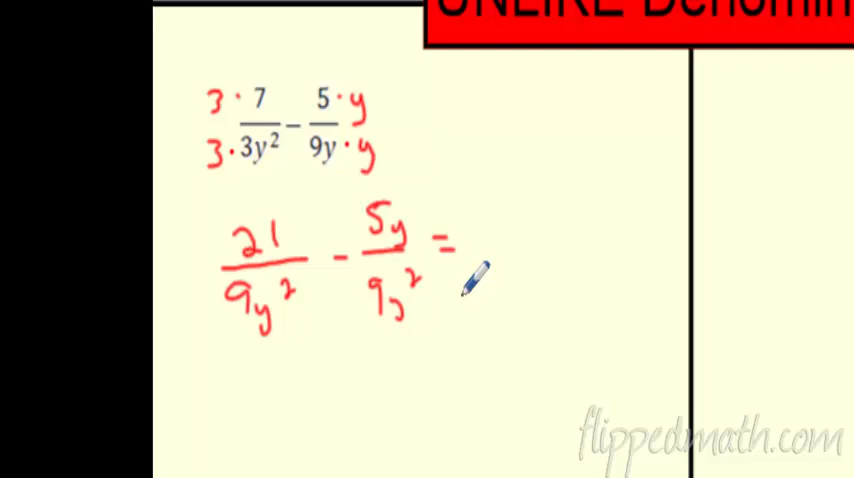 UNLIKE Denomin
3 · 7 / 3 · 3y² − 5 · y / 9y · y
21 / 9y² − 5y / 9y² =
flippedmath.com